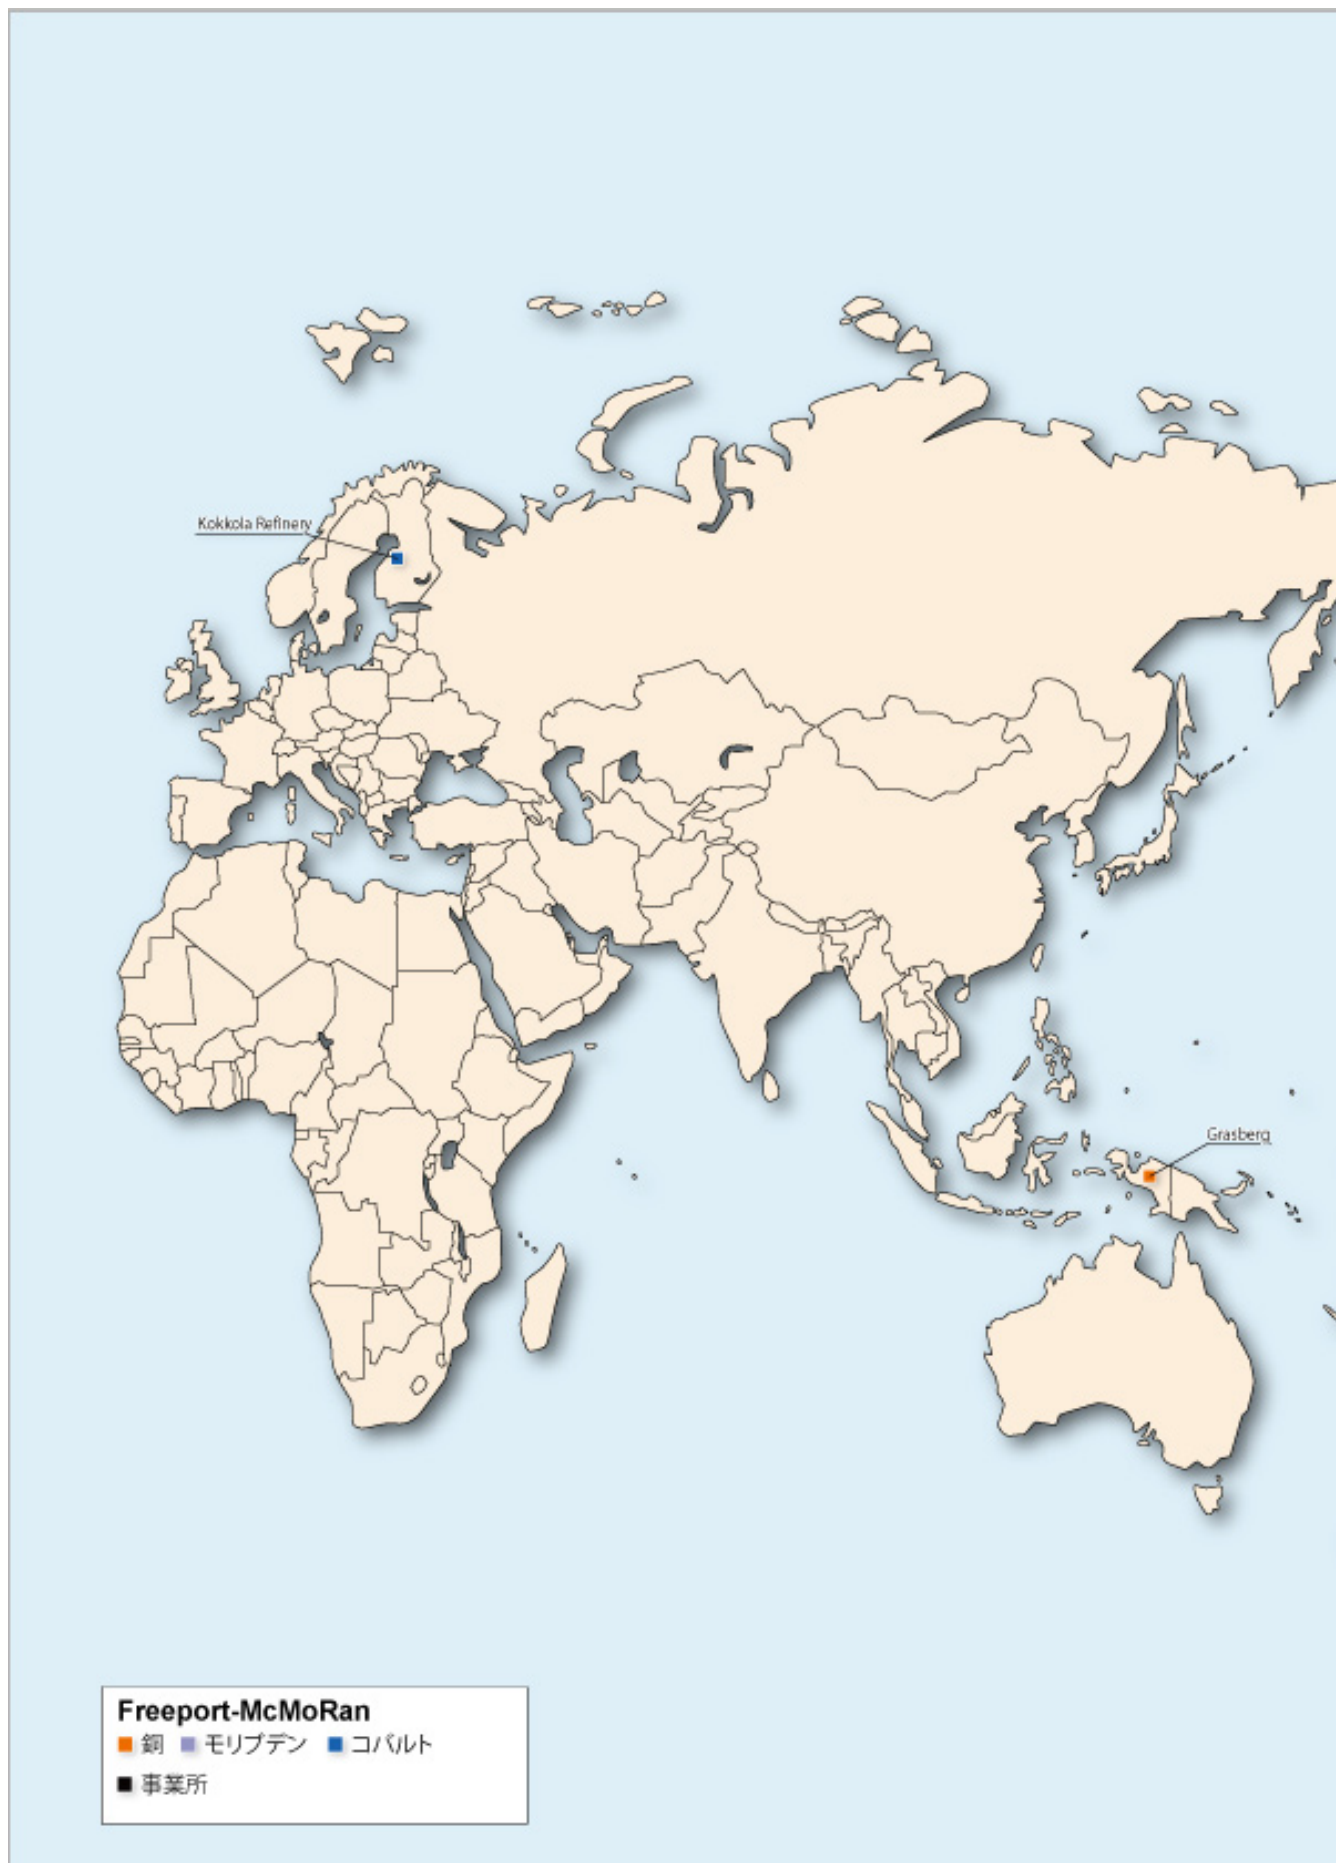 Kokkola Refinery
Grasberg
Freeport-McMoRan
銅 モリブデン コバルト
事業所